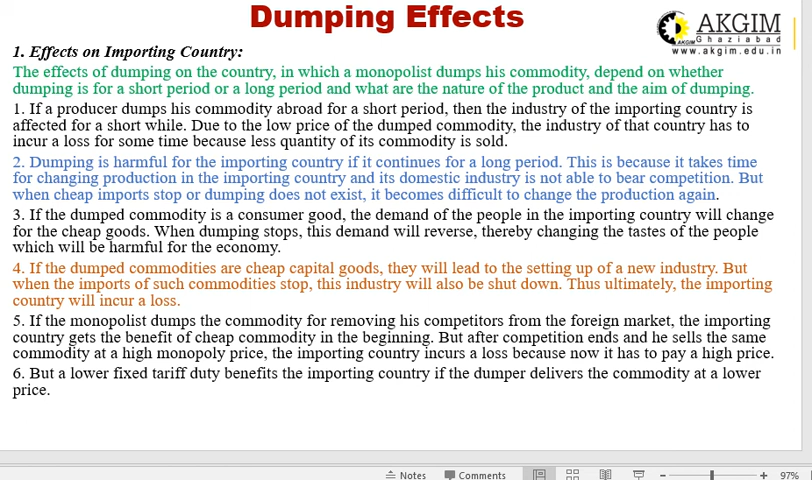 Dumping Effects
AKGIM
AKGIM Ghaziabad
www.akgim.edu.in
1. Effects on Importing Country:
The effects of dumping on the country, in which a monopolist dumps his commodity, depend on whether
dumping is for a short period or a long period and what are the nature of the product and the aim of dumping.
1. If a producer dumps his commodity abroad for a short period, then the industry of the importing country is
affected for a short while. Due to the low price of the dumped commodity, the industry of that country has to
incur a loss for some time because less quantity of its commodity is sold.
2. Dumping is harmful for the importing country if it continues for a long period. This is because it takes time
for changing production in the importing country and its domestic industry is not able to bear competition. But
when cheap imports stop or dumping does not exist, it becomes difficult to change the production again.
3. If the dumped commodity is a consumer good, the demand of the people in the importing country will change
for the cheap goods. When dumping stops, this demand will reverse, thereby changing the tastes of the people
which will be harmful for the economy.
4. If the dumped commodities are cheap capital goods, they will lead to the setting up of a new industry. But
when the imports of such commodities stop, this industry will also be shut down. Thus ultimately, the importing
country will incur a loss.
5. If the monopolist dumps the commodity for removing his competitors from the foreign market, the importing
country gets the benefit of cheap commodity in the beginning. But after competition ends and he sells the same
commodity at a high monopoly price, the importing country incurs a loss because now it has to pay a high price.
6. But a lower fixed tariff duty benefits the importing country if the dumper delivers the commodity at a lower
price.
Notes Comments 97%